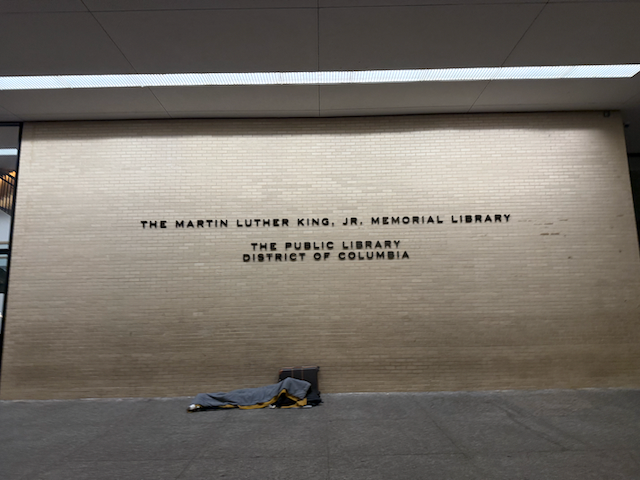 THE MARTIN LUTHER KING, JR. MEMORIAL LIBRARY
THE PUBLIC LIBRARY
DISTRICT OF COLUMBIA